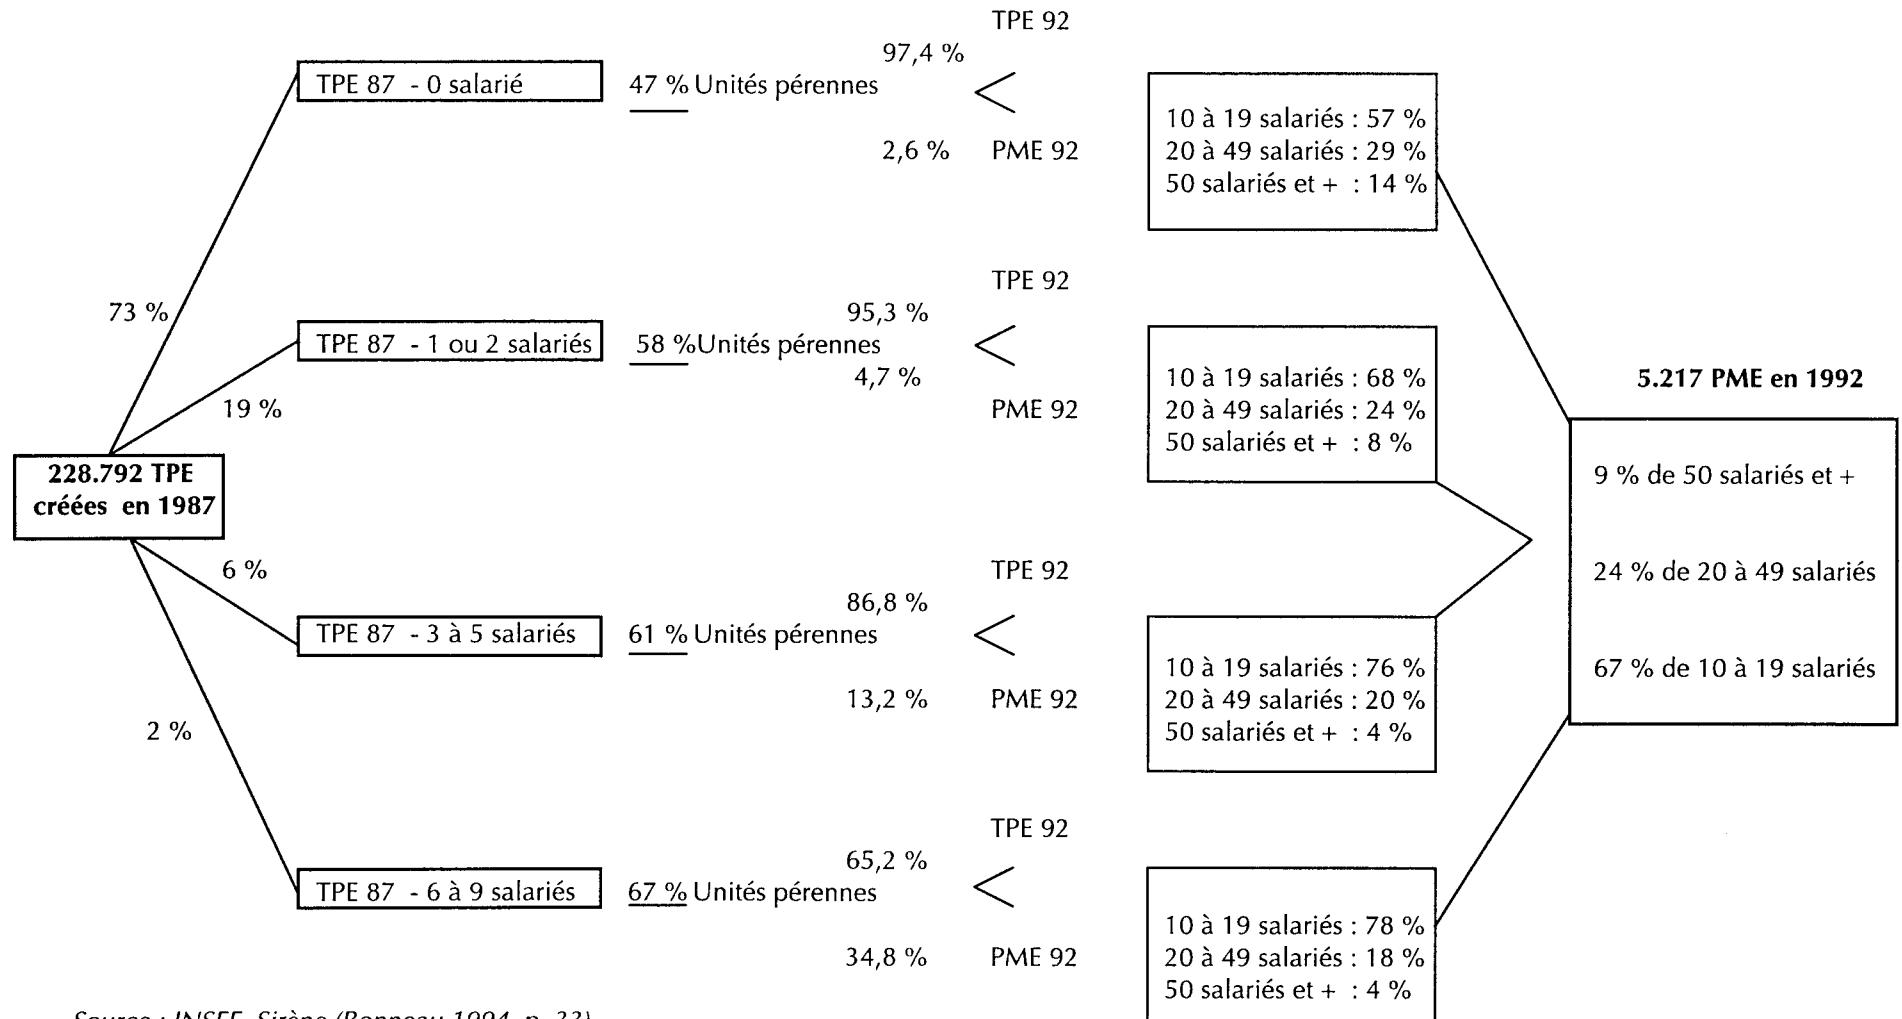 TPE 92
97,4 %
TPE 87 - 0 salarié
47 % Unités pérennes
2,6 % PME 92
10 à 19 salariés : 57 %
20 à 49 salariés : 29 %
50 salariés et + : 14 %
73 %
TPE 92
95,3 %
TPE 87 - 1 ou 2 salariés
58 %Unités pérennes
4,7 %
PME 92
10 à 19 salariés : 68 %
20 à 49 salariés : 24 %
50 salariés et + : 8 %
19 %
228.792 TPE
créées en 1987
6 %
TPE 92
86,8 %
TPE 87 - 3 à 5 salariés
61 % Unités pérennes
13,2 % PME 92
10 à 19 salariés : 76 %
20 à 49 salariés : 20 %
50 salariés et + : 4 %
2 %
TPE 92
65,2 %
TPE 87 - 6 à 9 salariés
67 % Unités pérennes
34,8 % PME 92
10 à 19 salariés : 78 %
20 à 49 salariés : 18 %
50 salariés et + : 4 %
5.217 PME en 1992
9 % de 50 salariés et +
24 % de 20 à 49 salariés
67 % de 10 à 19 salariés
Source : INSEE, Sirène (Bonneau 1994, p. 33)